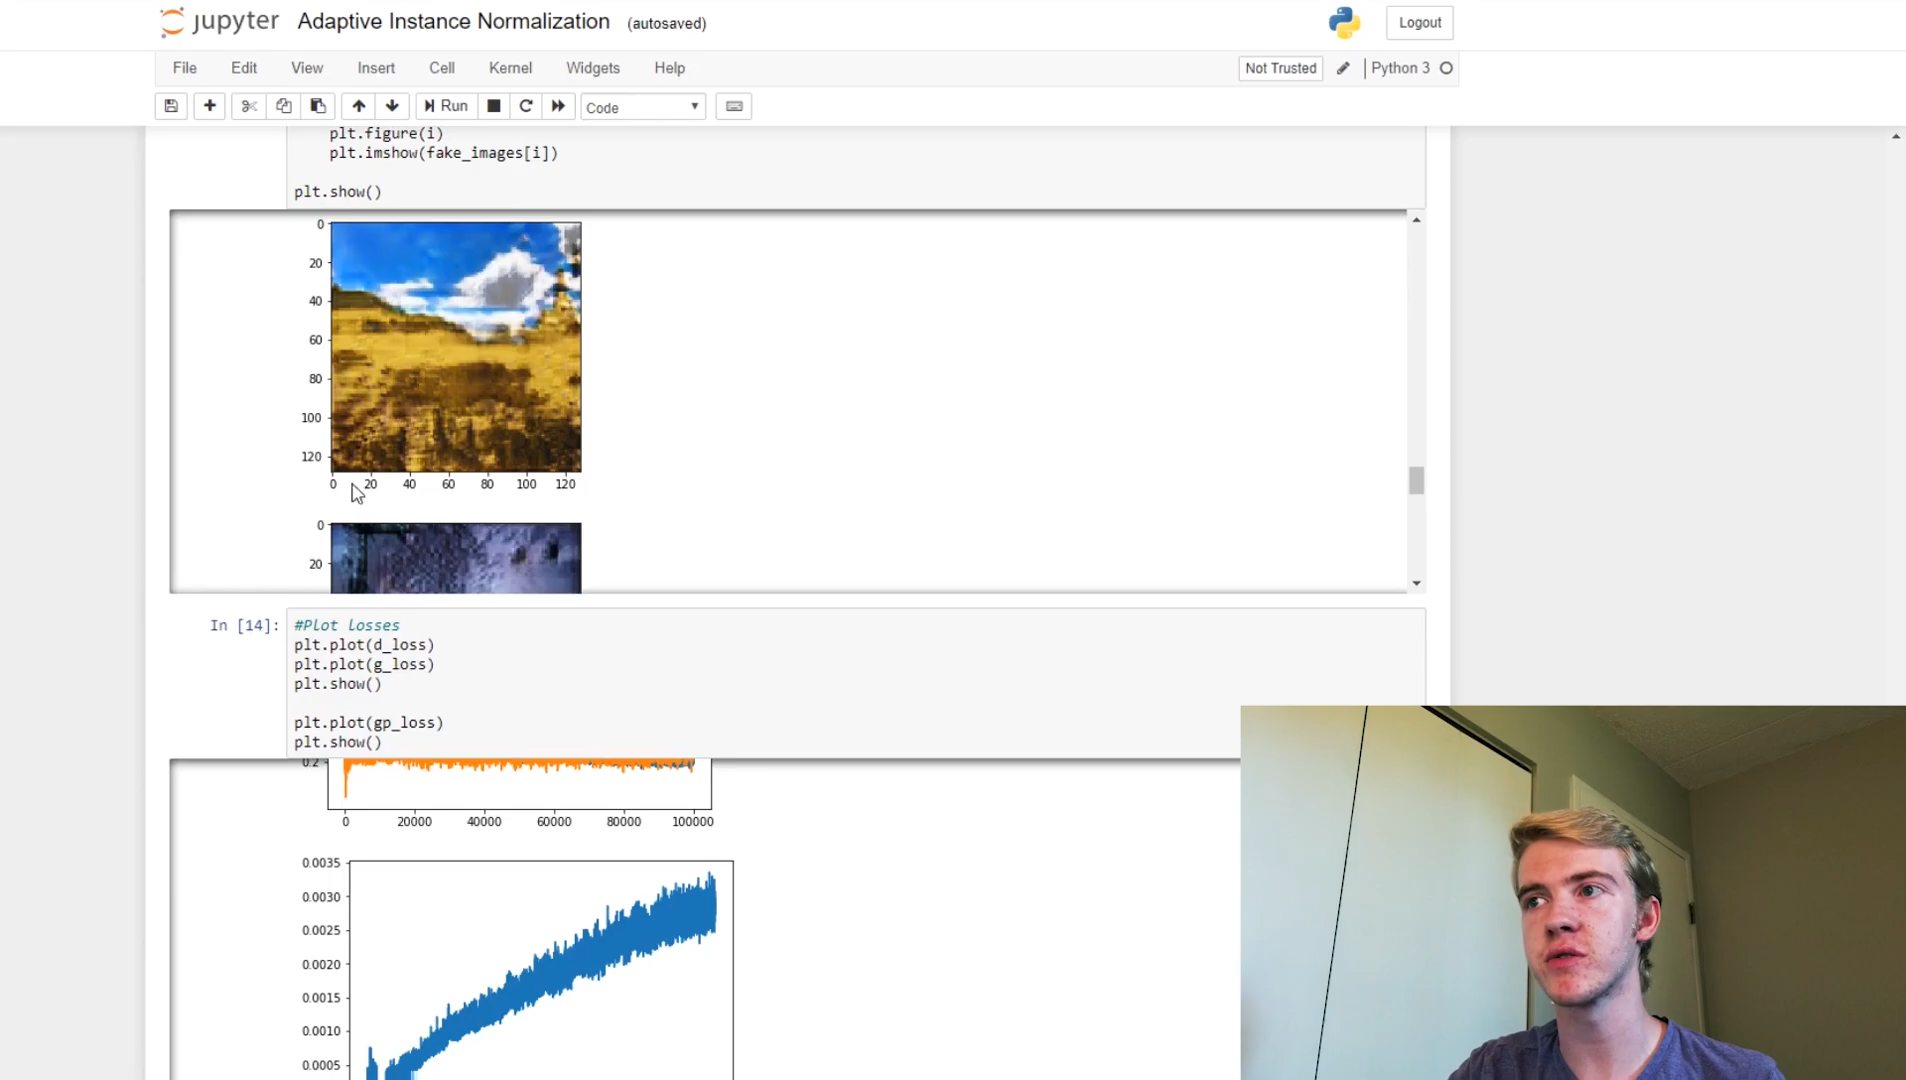 jupyter Adaptive Instance Normalization (autosaved) Logout
File Edit View Insert Cell Kernel Widgets Help Not Trusted Python 3
Run Code
plt.figure(i)
plt.imshow(fake_images[i])
plt.show()
0
20
40
60
80
100
120
0 20 40 60 80 100 120
0
20
In [14]: #Plot losses
plt.plot(d_loss)
plt.plot(g_loss)
plt.show()
plt.plot(gp_loss)
plt.show()
0.2
0 20000 40000 60000 80000 100000
0.0035
0.0030
0.0025
0.0020
0.0015
0.0010
0.0005